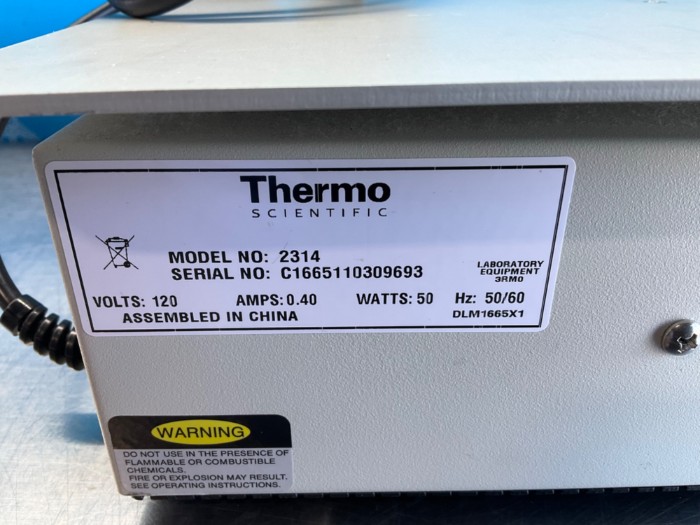 Thermo
SCIENTIFIC
MODEL NO: 2314
SERIAL NO: C1665110309693
LABORATORY
EQUIPMENT
3RM0
VOLTS: 120 AMPS: 0.40 WATTS: 50 Hz: 50/60
ASSEMBLED IN CHINA DLM1665X1
WARNING
DO NOT USE IN THE PRESENCE OF
FLAMMABLE OR COMBUSTIBLE
CHEMICALS.
FIRE OR EXPLOSION MAY RESULT.
SEE OPERATING INSTRUCTIONS.